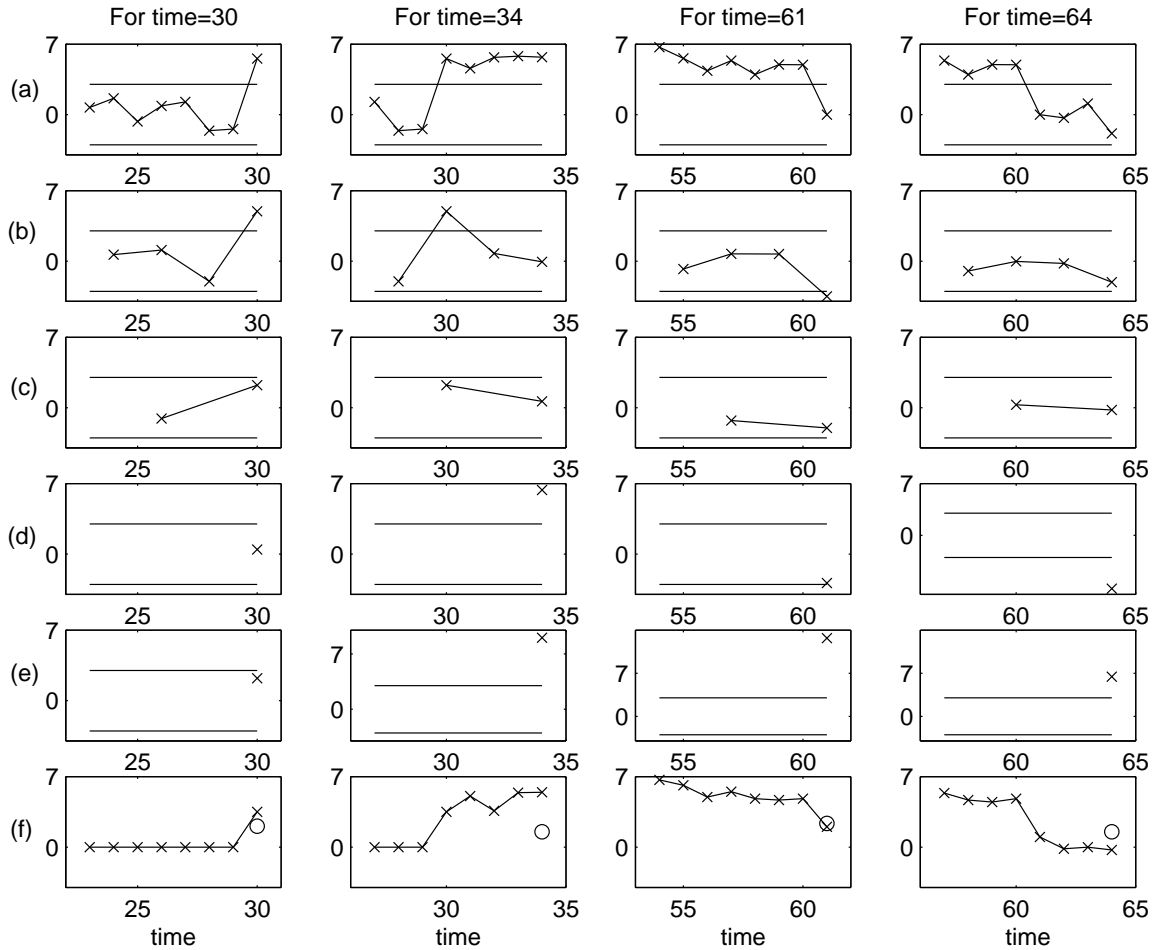 For time=30 For time=34 For time=61 For time=64
(a) 7 0 25 30
7 0 30 35
7 0 55 60
7 0 60 65
(b) 7 0 25 30
7 0 30 35
7 0 55 60
7 0 60 65
(c) 7 0 25 30
7 0 30 35
7 0 55 60
7 0 60 65
(d) 7 0 25 30
7 0 30 35
7 0 55 60
7 0 60 65
(e) 7 0 25 30
7 0 30 35
7 0 55 60
7 0 60 65
(f) 7 0 25 30
7 0 30 35
7 0 55 60
7 0 60 65
time time time time